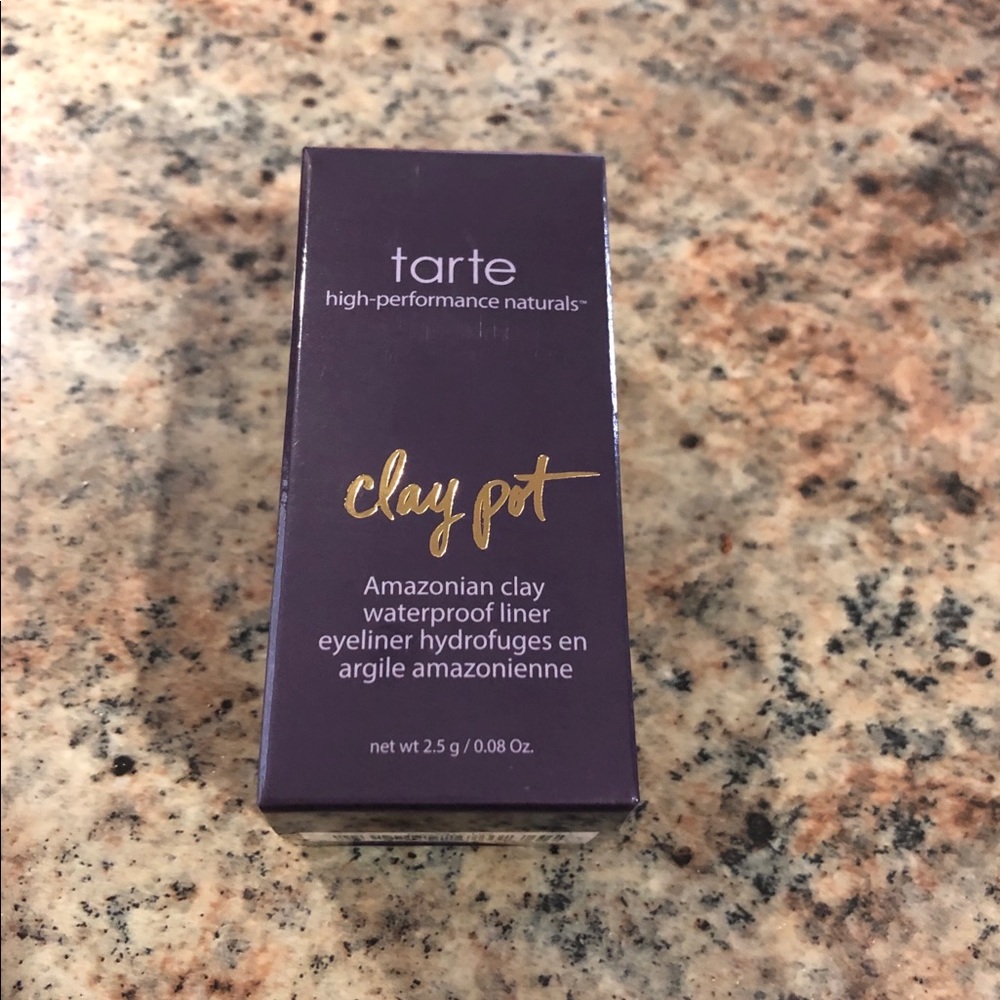 tarte
high-performance naturals™
clay pot
Amazonian clay
waterproof liner
eyeliner hydrofuges en
argile amazonienne
net wt 2.5 g / 0.08 Oz.